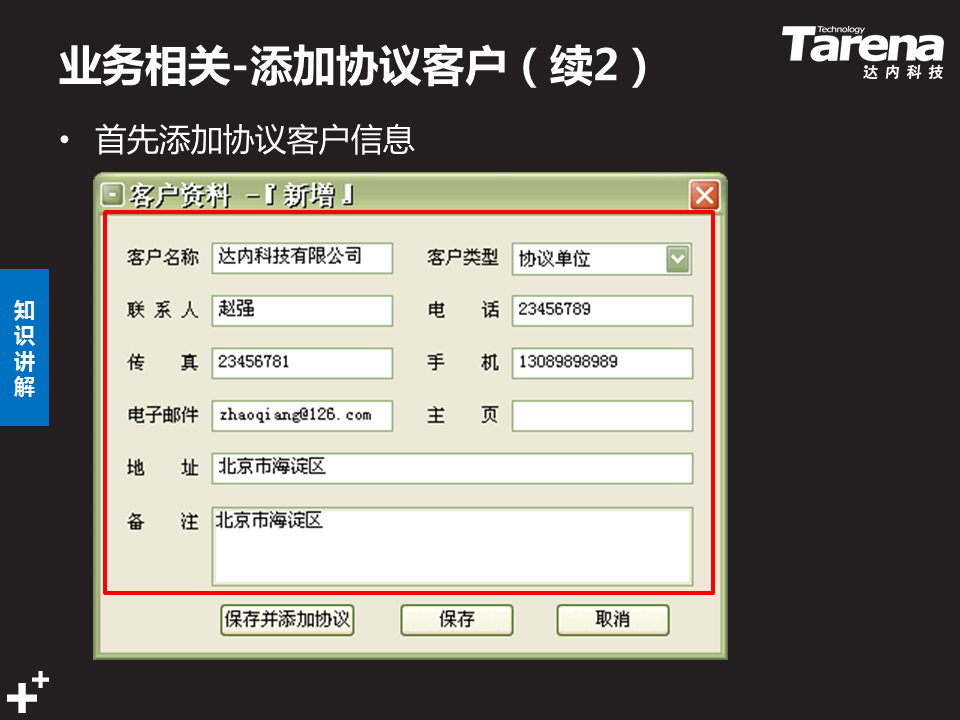 业务相关-添加协议客户（续2）
Technology
Tarena
达内科技
• 首先添加协议客户信息
知识讲解
客户资料 -『 新增 』
客户名称 达内科技有限公司 客户类型 协议单位
联系人 赵强 电话 23456789
传真 23456781 手机 13089898989
电子邮件 zhaoqiang@126.com 主页
地址 北京市海淀区
备注 北京市海淀区
保存并添加协议 保存 取消